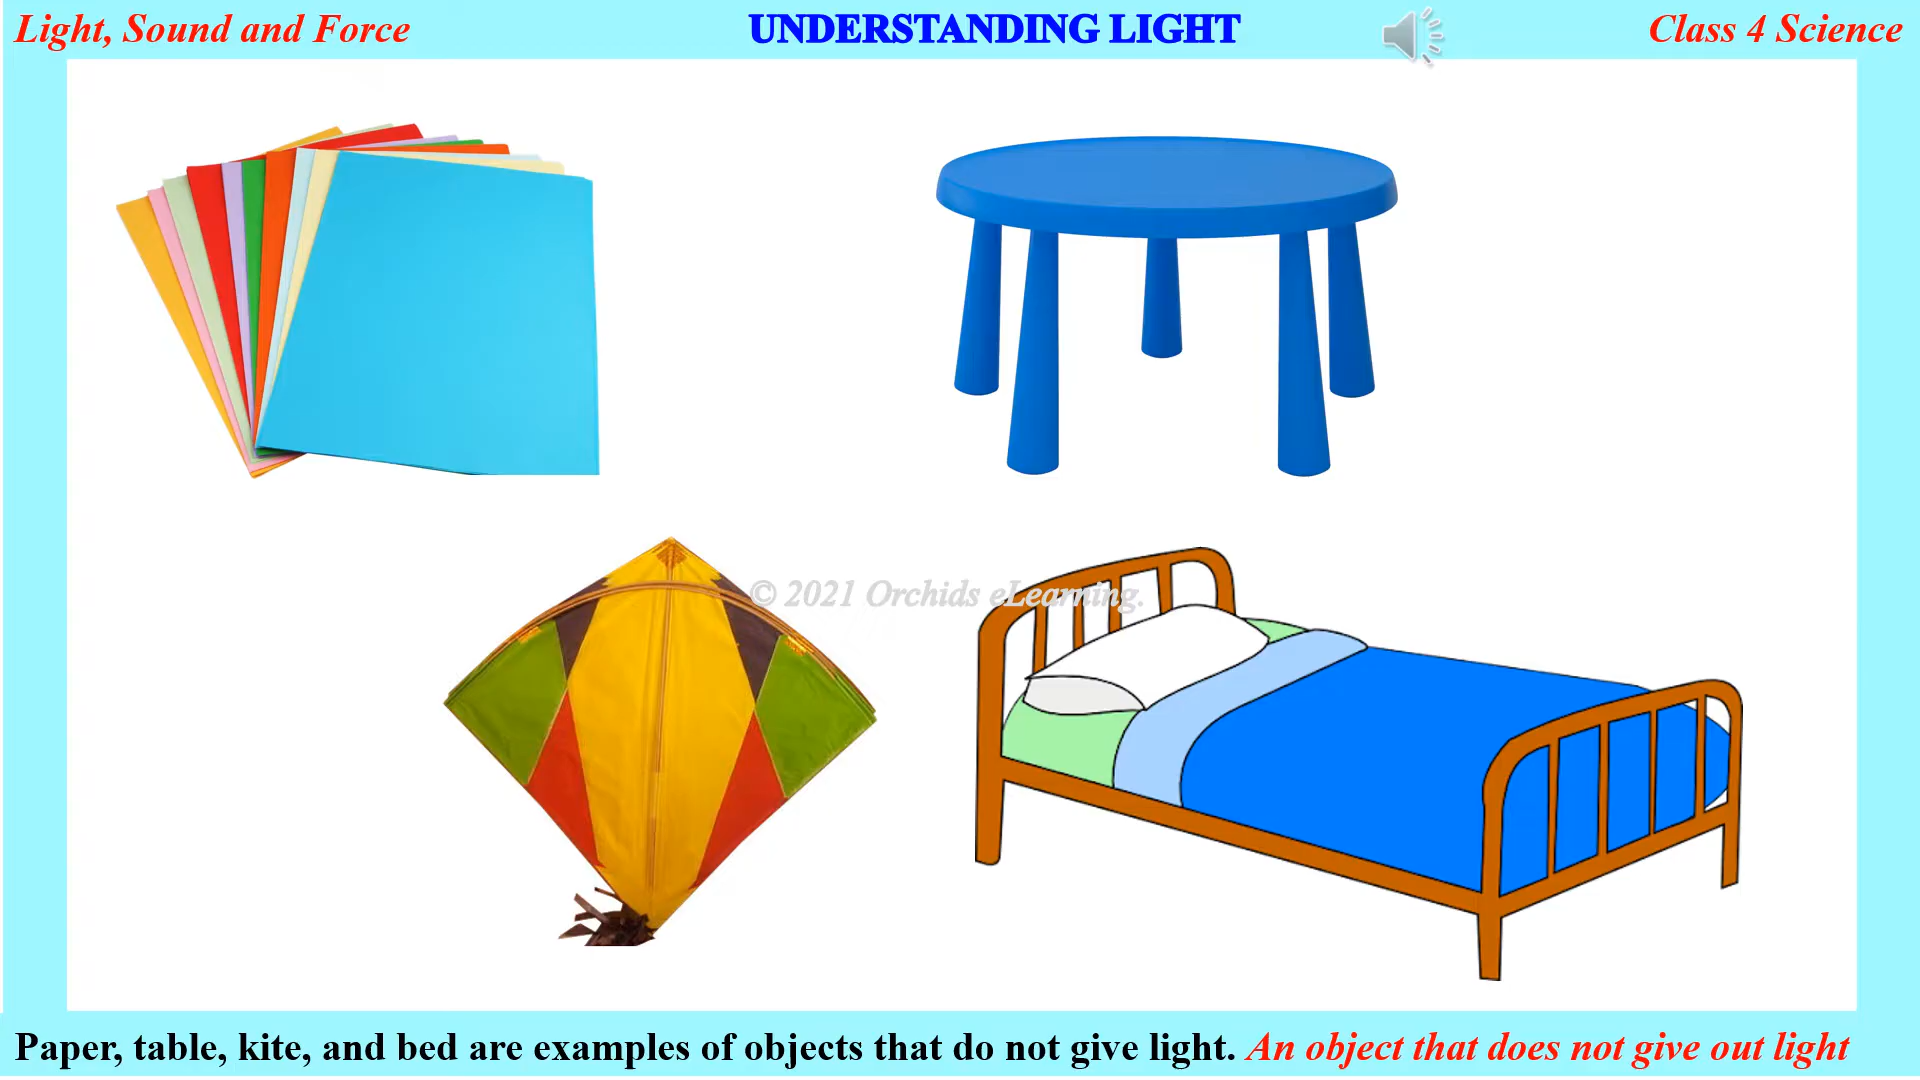 Light, Sound and Force
UNDERSTANDING LIGHT
Class 4 Science
© 2021 Orchids eLearning.
Paper, table, kite, and bed are examples of objects that do not give light. An object that does not give out light